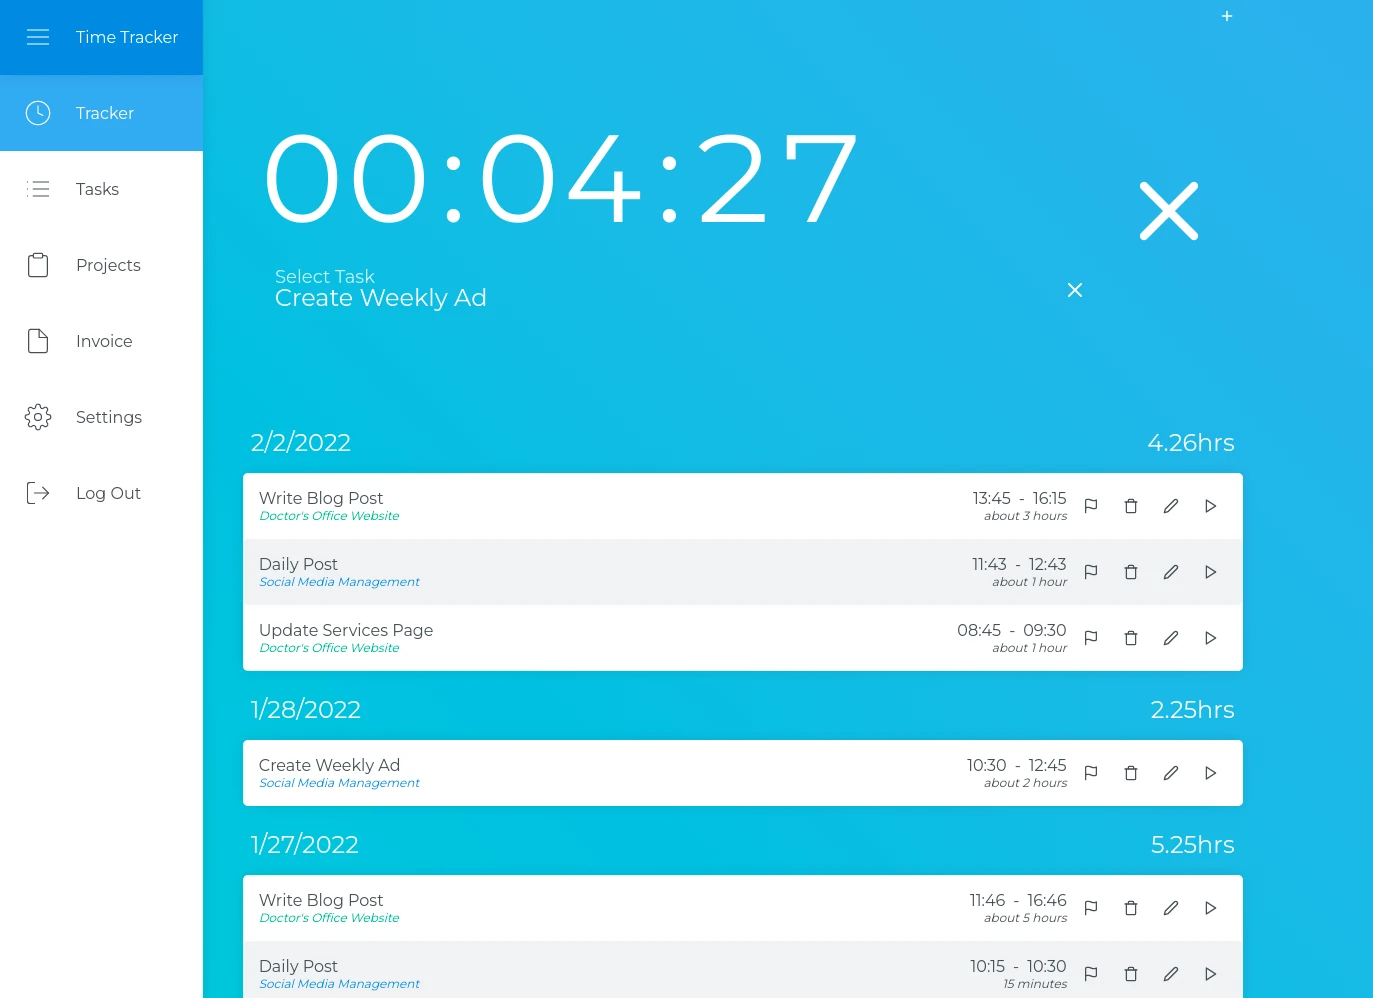 Time Tracker
Tracker
Tasks
Projects
Invoice
Settings
Log Out
00:04:27
Select Task
Create Weekly Ad
2/2/2022 4.26hrs
Write Blog Post 13:45 - 16:15
Doctor's Office Website about 3 hours
Daily Post 11:43 - 12:43
Social Media Management about 1 hour
Update Services Page 08:45 - 09:30
Doctor's Office Website about 1 hour
1/28/2022 2.25hrs
Create Weekly Ad 10:30 - 12:45
Social Media Management about 2 hours
1/27/2022 5.25hrs
Write Blog Post 11:46 - 16:46
Doctor's Office Website about 5 hours
Daily Post 10:15 - 10:30
Social Media Management 15 minutes